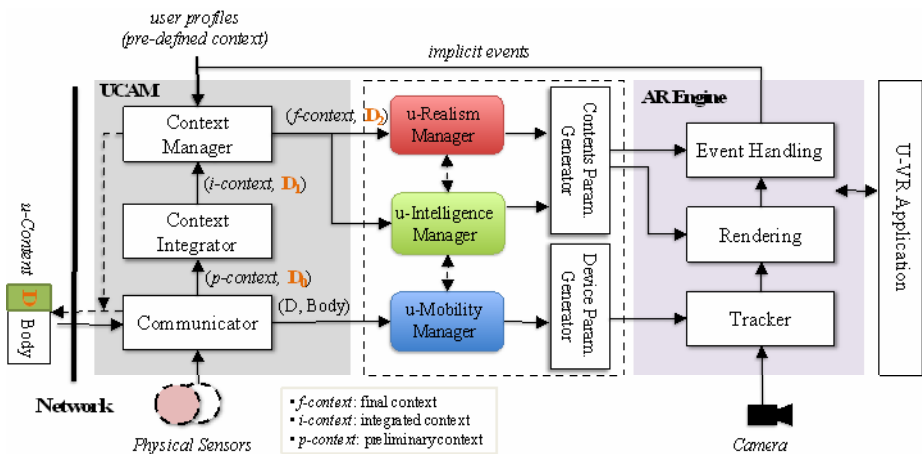 user profiles
(pre-defined context)
implicit events
UCAM
AR Engine
(f-context, D2)
Context
Manager
u-Realism
Manager
Contents Param.
Generator
Event Handling
(i-context, D1)
Context
Integrator
u-Intelligence
Manager
Rendering
U-VR Application
u-Content
(p-context, D0)
D
Body
Communicator
(D, Body)
u-Mobility
Manager
Device Param.
Generator
Tracker
Network
Physical Sensors
• f-context: final context
• i-context: integrated context
• p-context: preliminary context
Camera